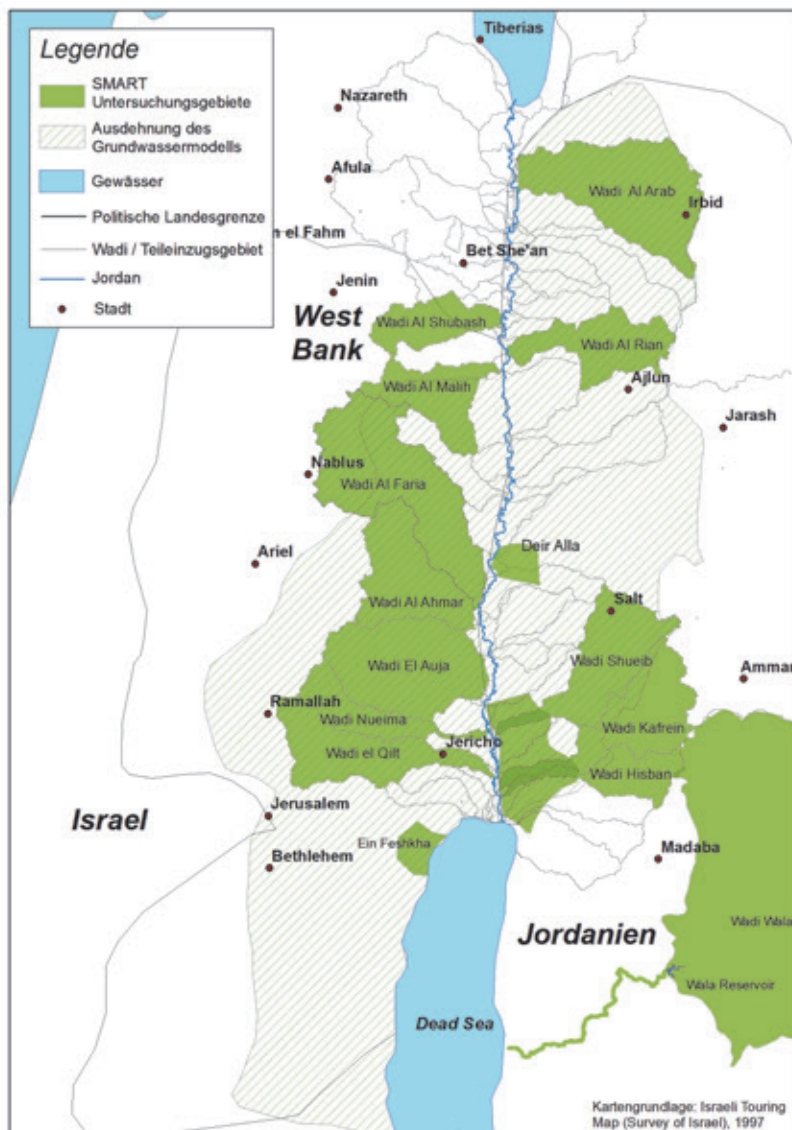 Legende
SMART
Untersuchungsgebiete
Ausdehnung des
Grundwassermodells
Gewässer
Politische Landesgrenze
Wadi / Teileinzugsgebiet
Jordan
Stadt
Tiberias
Nazareth
Afula
Wadi Al Arab
Irbid
n el Fahm
Bet She'an
Jenin
West
Bank
Wadi Al Shubash
Wadi Al Rian
Wadi Al Malih
Ajlun
Jarash
Nablus
Wadi Al Faria
Deir Alla
Ariel
Wadi Al Ahmar
Salt
Wadi El Auja
Wadi Shueib
Amman
Ramallah
Wadi Nueima
Wadi Kafrein
Wadi el Qilt
Jericho
Wadi Hisban
Israel
Jerusalem
Ein Feshkha
Bethlehem
Madaba
Jordanien
Wadi Wala
Wala Reservoir
Dead Sea
Kartengrundlage: Israeli Touring
Map (Survey of Israel), 1997